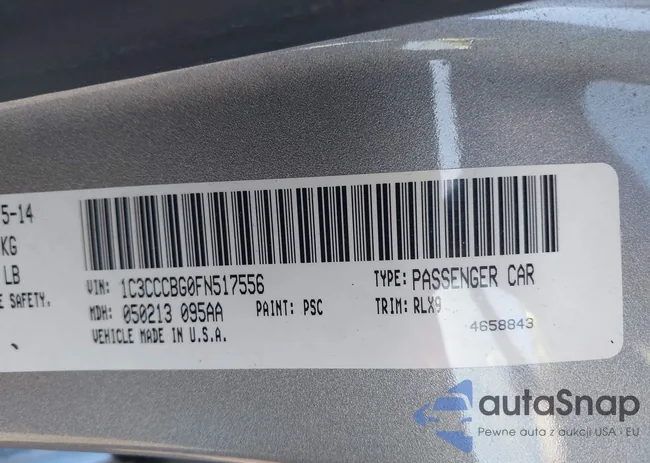 5-14
KG
LB
E SAFETY.
VIN: 1C3CCCBG0FN517556
TYPE: PASSENGER CAR
MDH: 050213 095AA
PAINT: PSC
TRIM: RLX9
VEHICLE MADE IN U.S.A.
4658843
autaSnap
Pewne auta z aukcji USA i EU